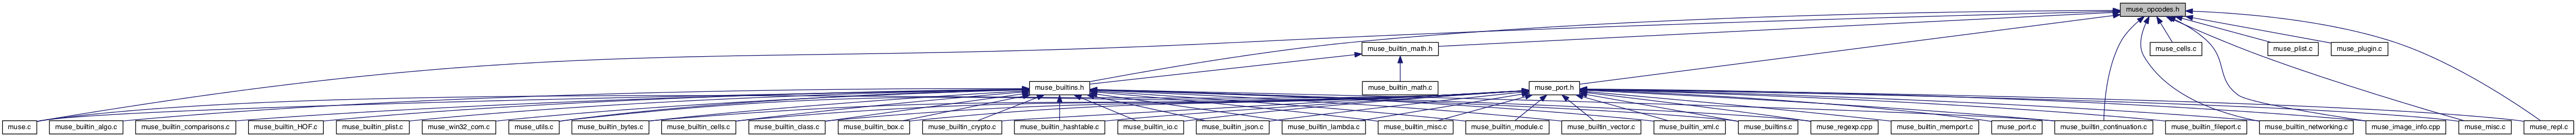 muse_opcodes.h
muse_builtin_math.h
muse_cells.c
muse_plist.c
muse_plugin.c
muse_builtins.h
muse_builtin_math.c
muse_port.h
muse.c
muse_builtin_algo.c
muse_builtin_comparisons.c
muse_builtin_HOF.c
muse_builtin_plist.c
muse_win32_com.c
muse_utils.c
muse_builtin_bytes.c
muse_builtin_cells.c
muse_builtin_class.c
muse_builtin_box.c
muse_builtin_crypto.c
muse_builtin_hashtable.c
muse_builtin_io.c
muse_builtin_json.c
muse_builtin_lambda.c
muse_builtin_misc.c
muse_builtin_module.c
muse_builtin_vector.c
muse_builtin_xml.c
muse_builtins.c
muse_regexp.cpp
muse_builtin_memport.c
muse_port.c
muse_builtin_continuation.c
muse_builtin_fileport.c
muse_builtin_networking.c
muse_image_info.cpp
muse_misc.c
muse_repl.c